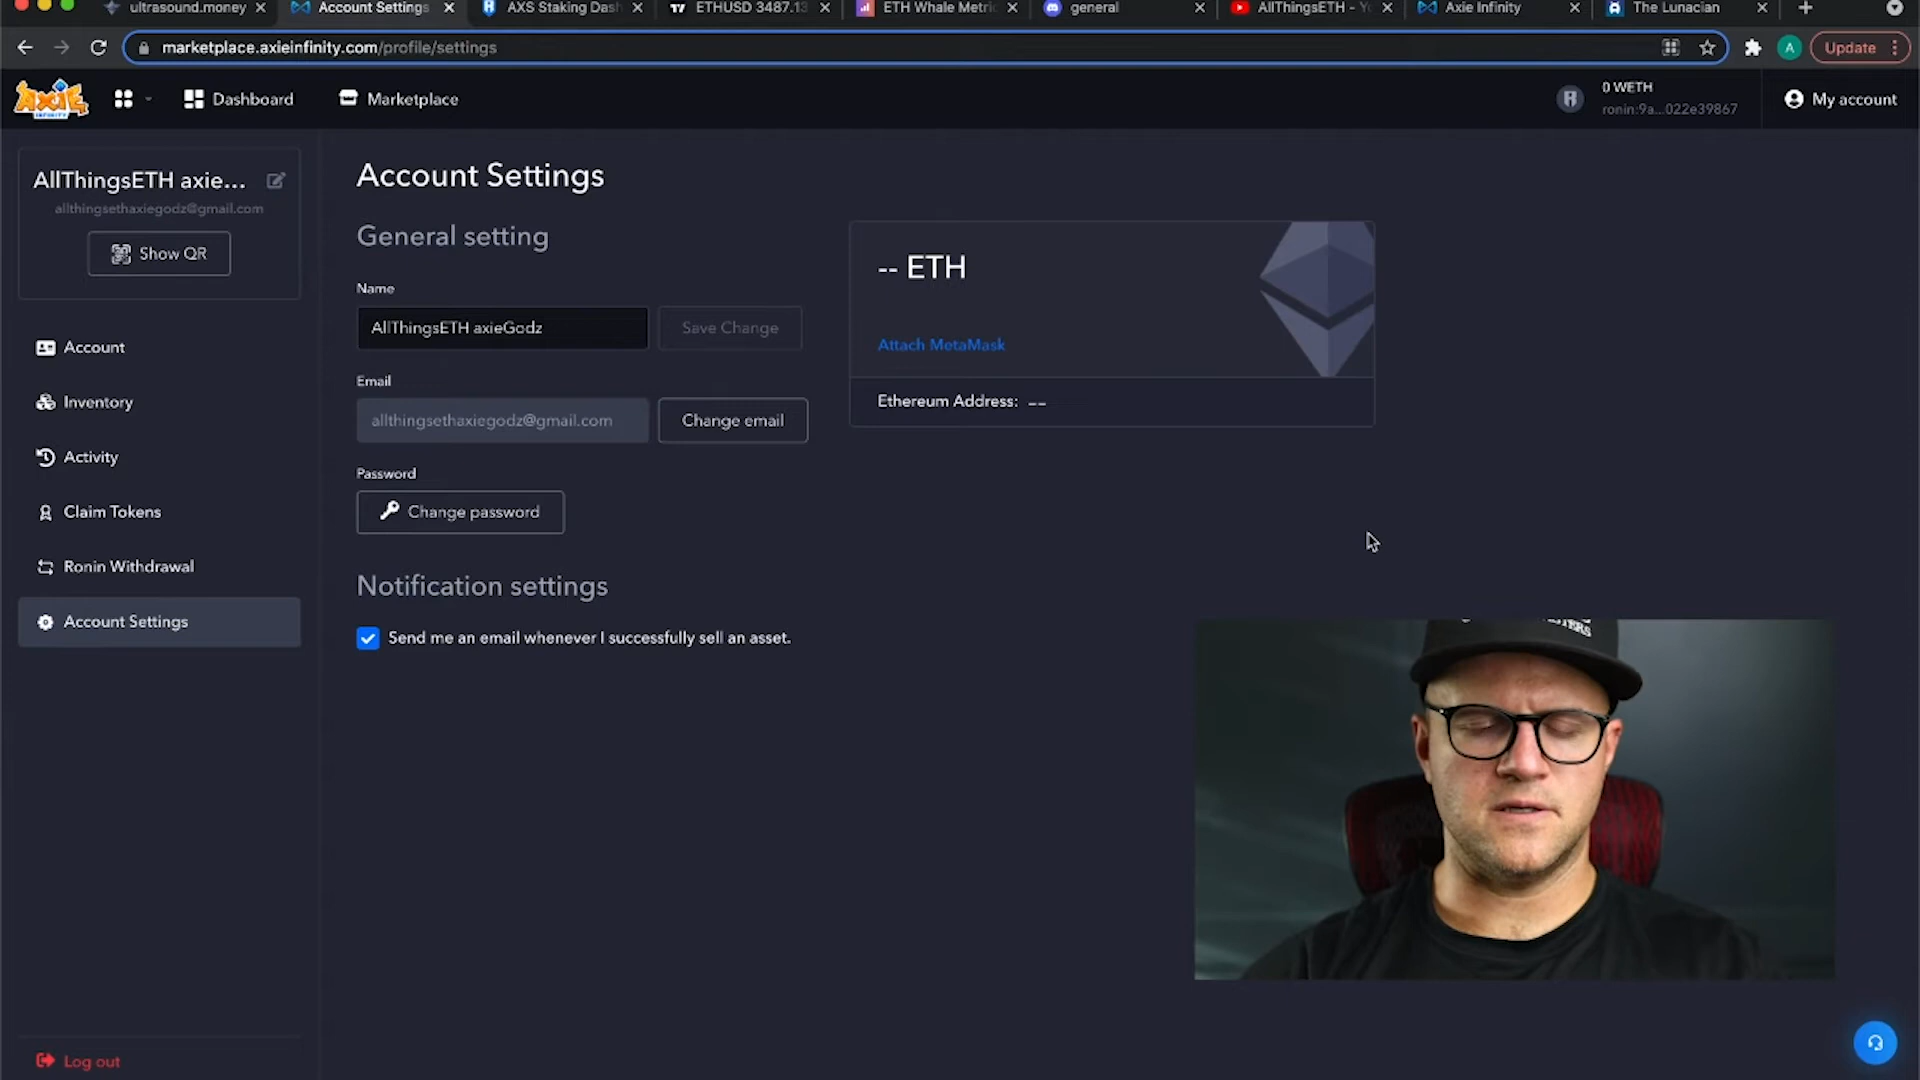 ultrasound.money
Account Settings
AXS Staking Dash
ETHUSD 3487.13
ETH Whale Metric
general
AllThingsETH - Yo
Axie Infinity
The Lunacian
marketplace.axieinfinity.com/profile/settings
A
Update
AXIE
INFINITY
Dashboard
Marketplace
0 WETH
ronin:9a...022e39867
My account
AllThingsETH axie...
allthingsethaxiegodz@gmail.com
Show QR
Account
Inventory
Activity
Claim Tokens
Ronin Withdrawal
Account Settings
Log out
Account Settings
General setting
Name
AllThingsETH axieGodz
Save Change
Email
allthingsethaxiegodz@gmail.com
Change email
Password
Change password
Notification settings
Send me an email whenever I successfully sell an asset.
-- ETH
Attach MetaMask
Ethereum Address: --